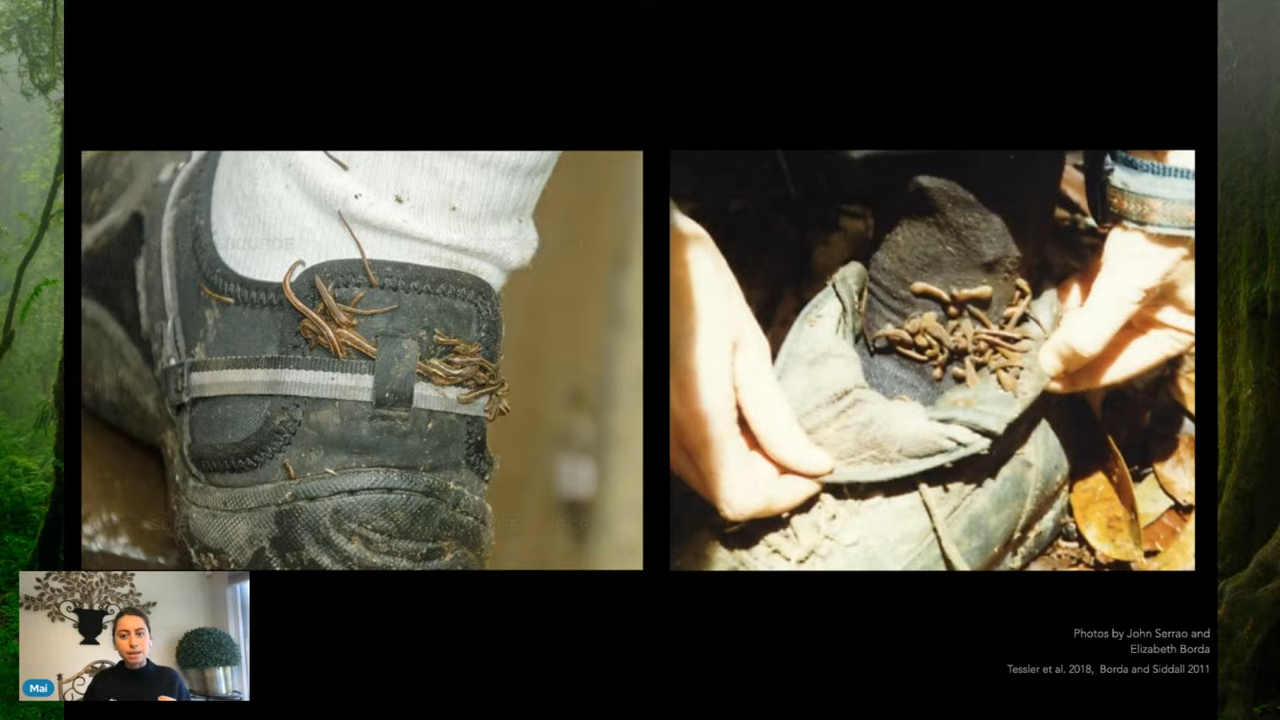 Photos by John Serrao and
Elizabeth Borda
Tessler et al. 2018, Borda and Siddall 2011
Mai